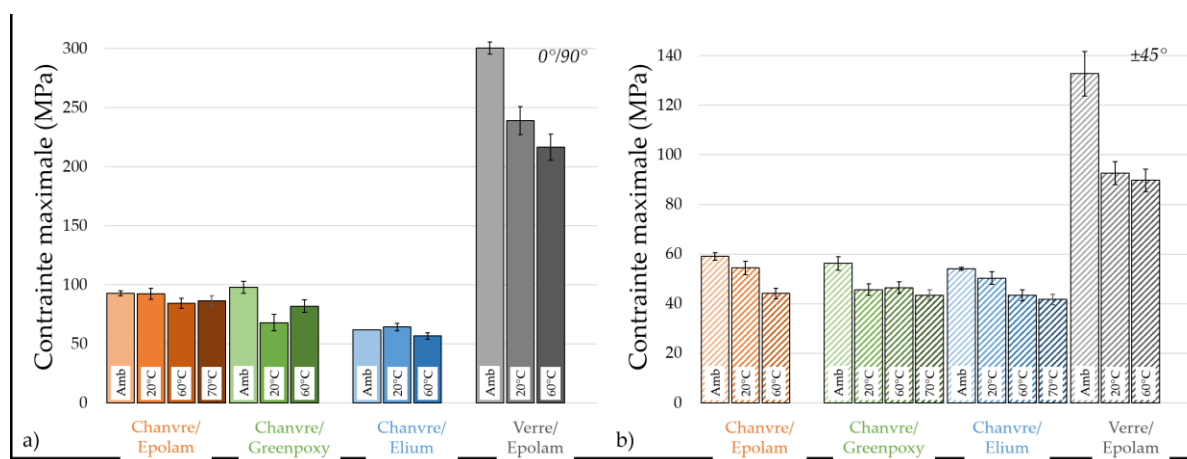 0°/90°
Contrainte maximale (MPa)
300
250
200
150
100
50
0
Amb
20°C
60°C
70°C
Amb
20°C
60°C
Amb
20°C
60°C
Amb
20°C
60°C
Chanvre/
Epolam
Chanvre/
Greenpoxy
Chanvre/
Elium
Verre/
Epolam
a)
±45°
Contrainte maximale (MPa)
140
120
100
80
60
40
20
0
Amb
20°C
60°C
Amb
20°C
60°C
70°C
Amb
20°C
60°C
70°C
Amb
20°C
60°C
Chanvre/
Epolam
Chanvre/
Greenpoxy
Chanvre/
Elium
Verre/
Epolam
b)